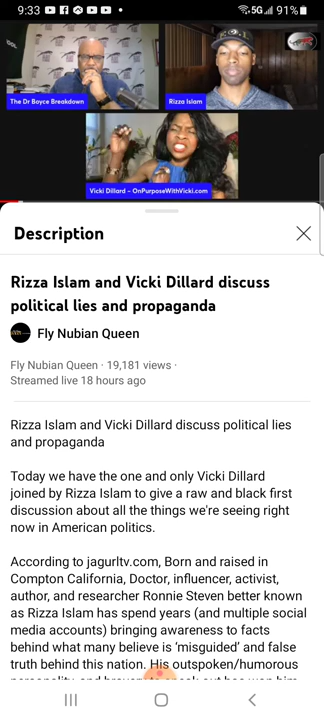 9:33
5G 91%
The Dr Boyce Breakdown
Rizza Islam
Vicki Dillard ~ OnPurposeWithVicki.com
Description
Rizza Islam and Vicki Dillard discuss
political lies and propaganda
Fly Nubian Queen
Fly Nubian Queen · 19,181 views ·
Streamed live 18 hours ago
Rizza Islam and Vicki Dillard discuss political lies
and propaganda
Today we have the one and only Vicki Dillard
joined by Rizza Islam to give a raw and black first
discussion about all the things we're seeing right
now in American politics.
According to jagurltv.com, Born and raised in
Compton California, Doctor, influencer, activist,
author, and researcher Ronnie Steven better known
as Rizza Islam has spend years (and multiple social
media accounts) bringing awareness to facts
behind what many believe is ‘misguided’ and false
truth behind this nation. His outspoken/humorous